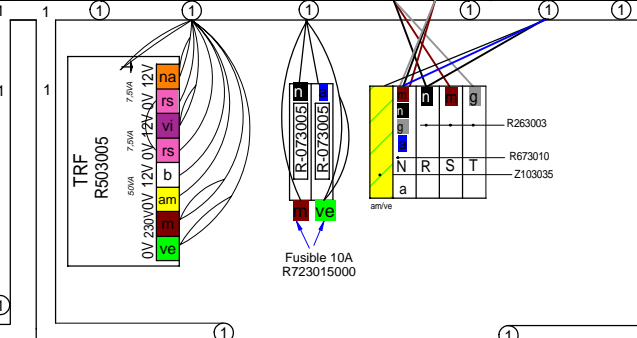 1 1 1 1 1 1 1
1 1
TRF
R503005
0V 230V 0V 12V 0V 12V 0V 12V
50VA 7,5VA 7,5VA
na
rs
vi
rs
b
am
m
ve
n
R-073005 R-073005
m ve
Fusible 10A
R723015000
m n m g
n
g
N R S T
a
am/ve
R263003
R673010
Z103035
1 1 1